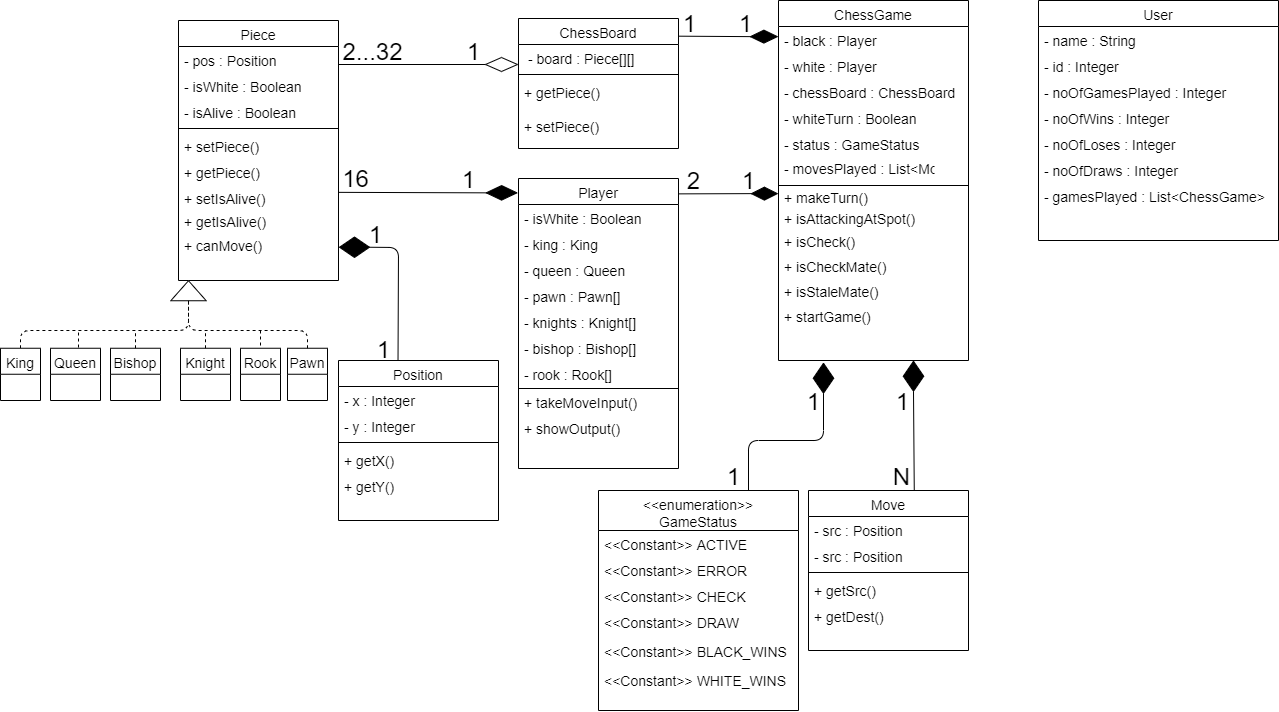 Piece
- pos : Position
- isWhite : Boolean
- isAlive : Boolean
+ setPiece()
+ getPiece()
+ setIsAlive()
+ getIsAlive()
+ canMove()
2...32
1
16
1
1
1
King
Queen
Bishop
Knight
Rook
Pawn
Position
- x : Integer
- y : Integer
+ getX()
+ getY()
ChessBoard
- board : Piece[][]
+ getPiece()
+ setPiece()
1
1
Player
- isWhite : Boolean
- king : King
- queen : Queen
- pawn : Pawn[]
- knights : Knight[]
- bishop : Bishop[]
- rook : Rook[]
+ takeMoveInput()
+ showOutput()
2
1
ChessGame
- black : Player
- white : Player
- chessBoard : ChessBoard
- whiteTurn : Boolean
- status : GameStatus
- movesPlayed : List<Mo
+ makeTurn()
+ isAttackingAtSpot()
+ isCheck()
+ isCheckMate()
+ isStaleMate()
+ startGame()
1
1
1
N
<<enumeration>>
GameStatus
<<Constant>> ACTIVE
<<Constant>> ERROR
<<Constant>> CHECK
<<Constant>> DRAW
<<Constant>> BLACK_WINS
<<Constant>> WHITE_WINS
Move
- src : Position
- src : Position
+ getSrc()
+ getDest()
User
- name : String
- id : Integer
- noOfGamesPlayed : Integer
- noOfWins : Integer
- noOfLoses : Integer
- noOfDraws : Integer
- gamesPlayed : List<ChessGame>